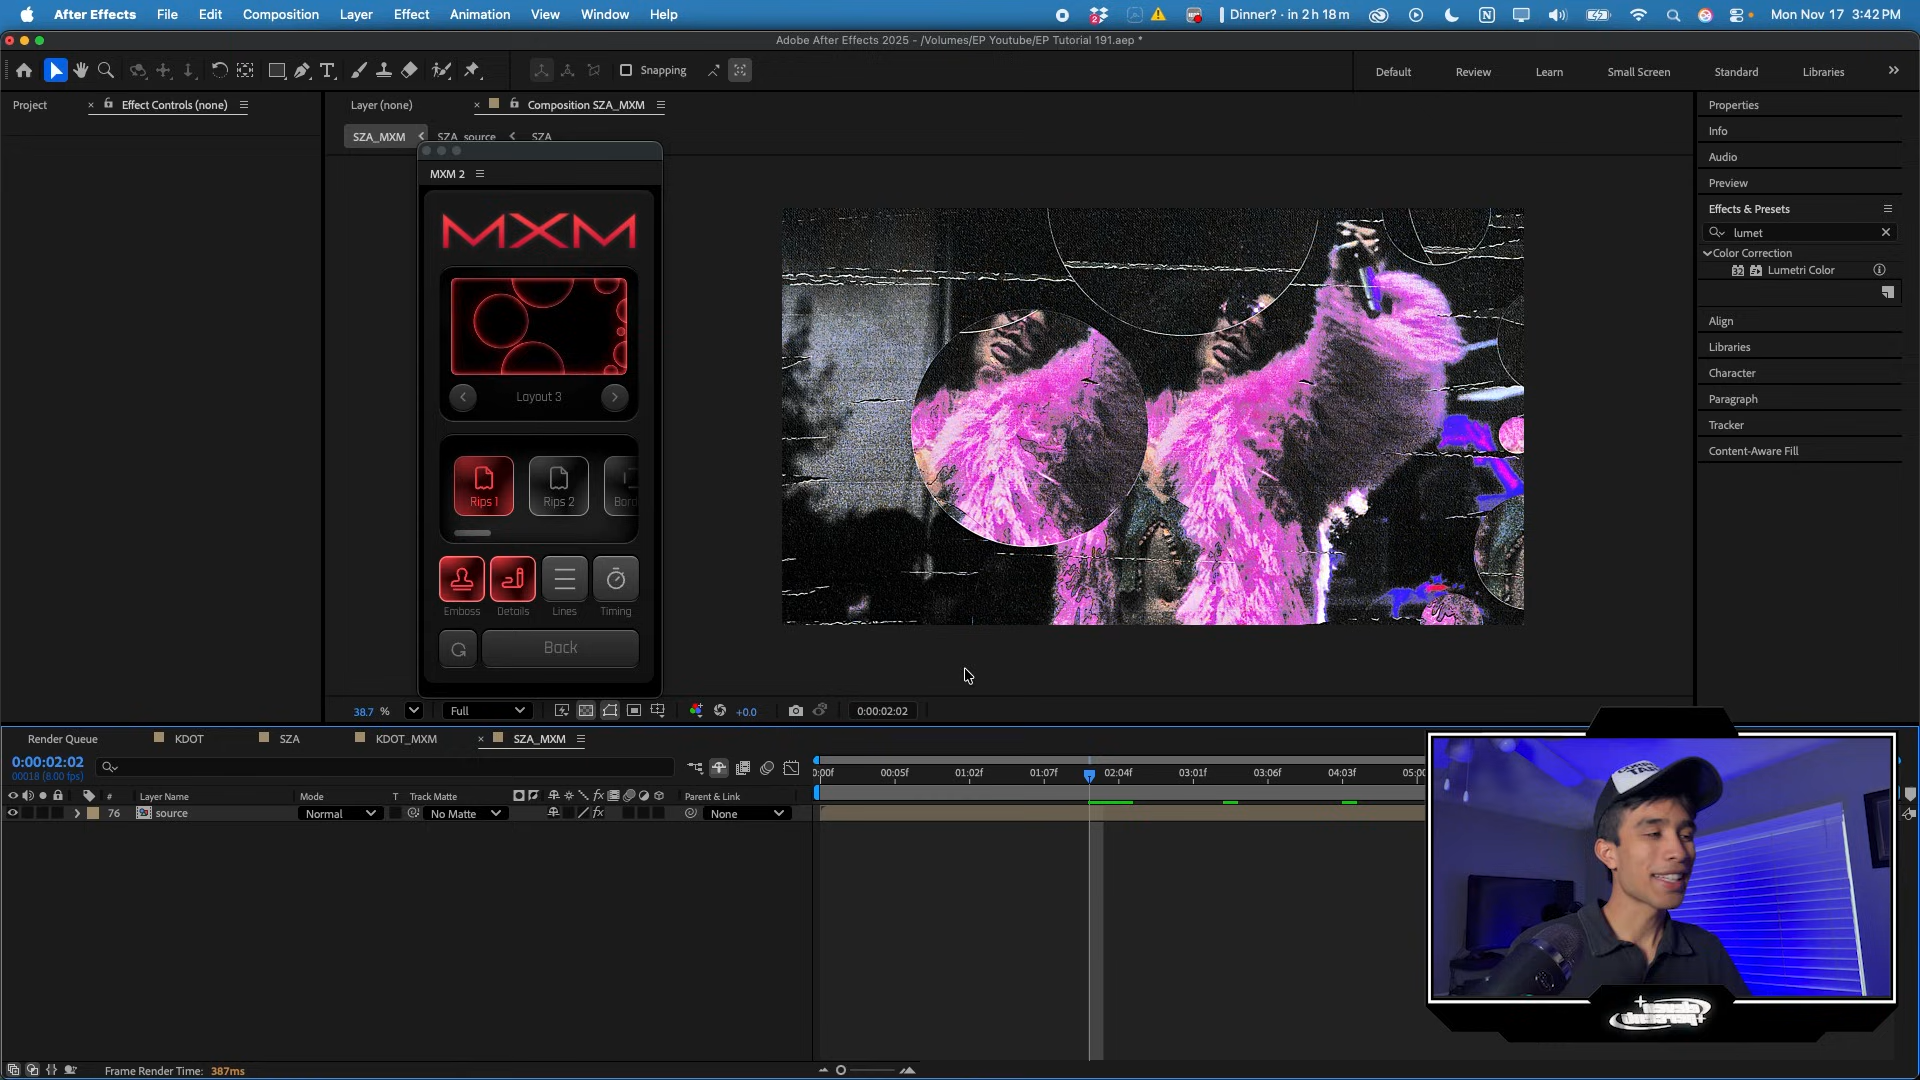 After Effects File Edit Composition Layer Effect Animation View Window Help
2 Dinner? · in 2 h 18 m Mon Nov 17 3:42 PM
Adobe After Effects 2025 - /Volumes/EP Youtube/EP Tutorial 191.aep *
Snapping Default Review Learn Small Screen Standard Libraries
Project Effect Controls (none) Layer (none) Composition SZA_MXM
SZA_MXM SZA_source SZA
MXM 2
MXM
Layout 3
Rips 1 Rips 2 Bord
Emboss Details Lines Timing
Back
Properties
Info
Audio
Preview
Effects & Presets
lumet
Color Correction
32 Lumetri Color
Align
Libraries
Character
Paragraph
Tracker
Content-Aware Fill
38.7 % Full +0.0 0:00:02:02
Render Queue KDOT SZA KDOT_MXM SZA_MXM
0:00:02:02
00018 (8.00 fps)
0:00f 00:05f 01:02f 01:07f 02:04f 03:01f 03:06f 04:03f 05:00
# Layer Name Mode T Track Matte fx Parent & Link
76 source Normal No Matte fx None
Frame Render Time: 387ms